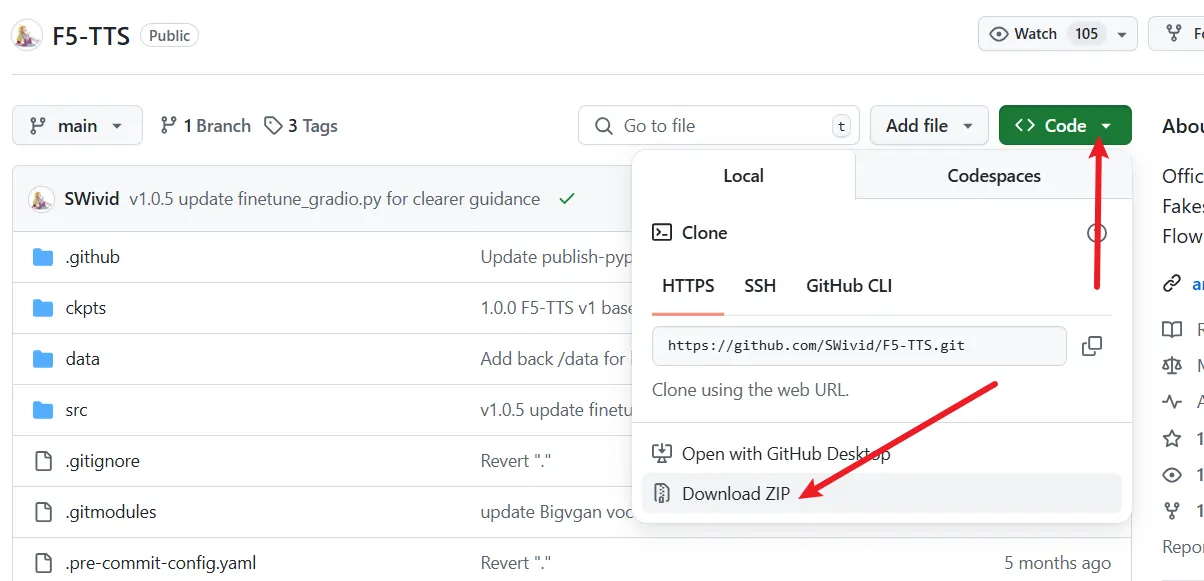 F5-TTS Public
Watch 105
main 1 Branch 3 Tags
Go to file t
Add file
Code
SWivid v1.0.5 update finetune_gradio.py for clearer guidance
Local Codespaces
Clone
HTTPS SSH GitHub CLI
https://github.com/SWivid/F5-TTS.git
Clone using the web URL.
Open with GitHub Desktop
Download ZIP
.github Update publish-pyp
ckpts 1.0.0 F5-TTS v1 base
data Add back /data for
src v1.0.5 update finetu
.gitignore Revert "."
.gitmodules update Bigvgan voc
.pre-commit-config.yaml Revert "." 5 months ago
Abou
Offic
Fakes
Flow
Repo